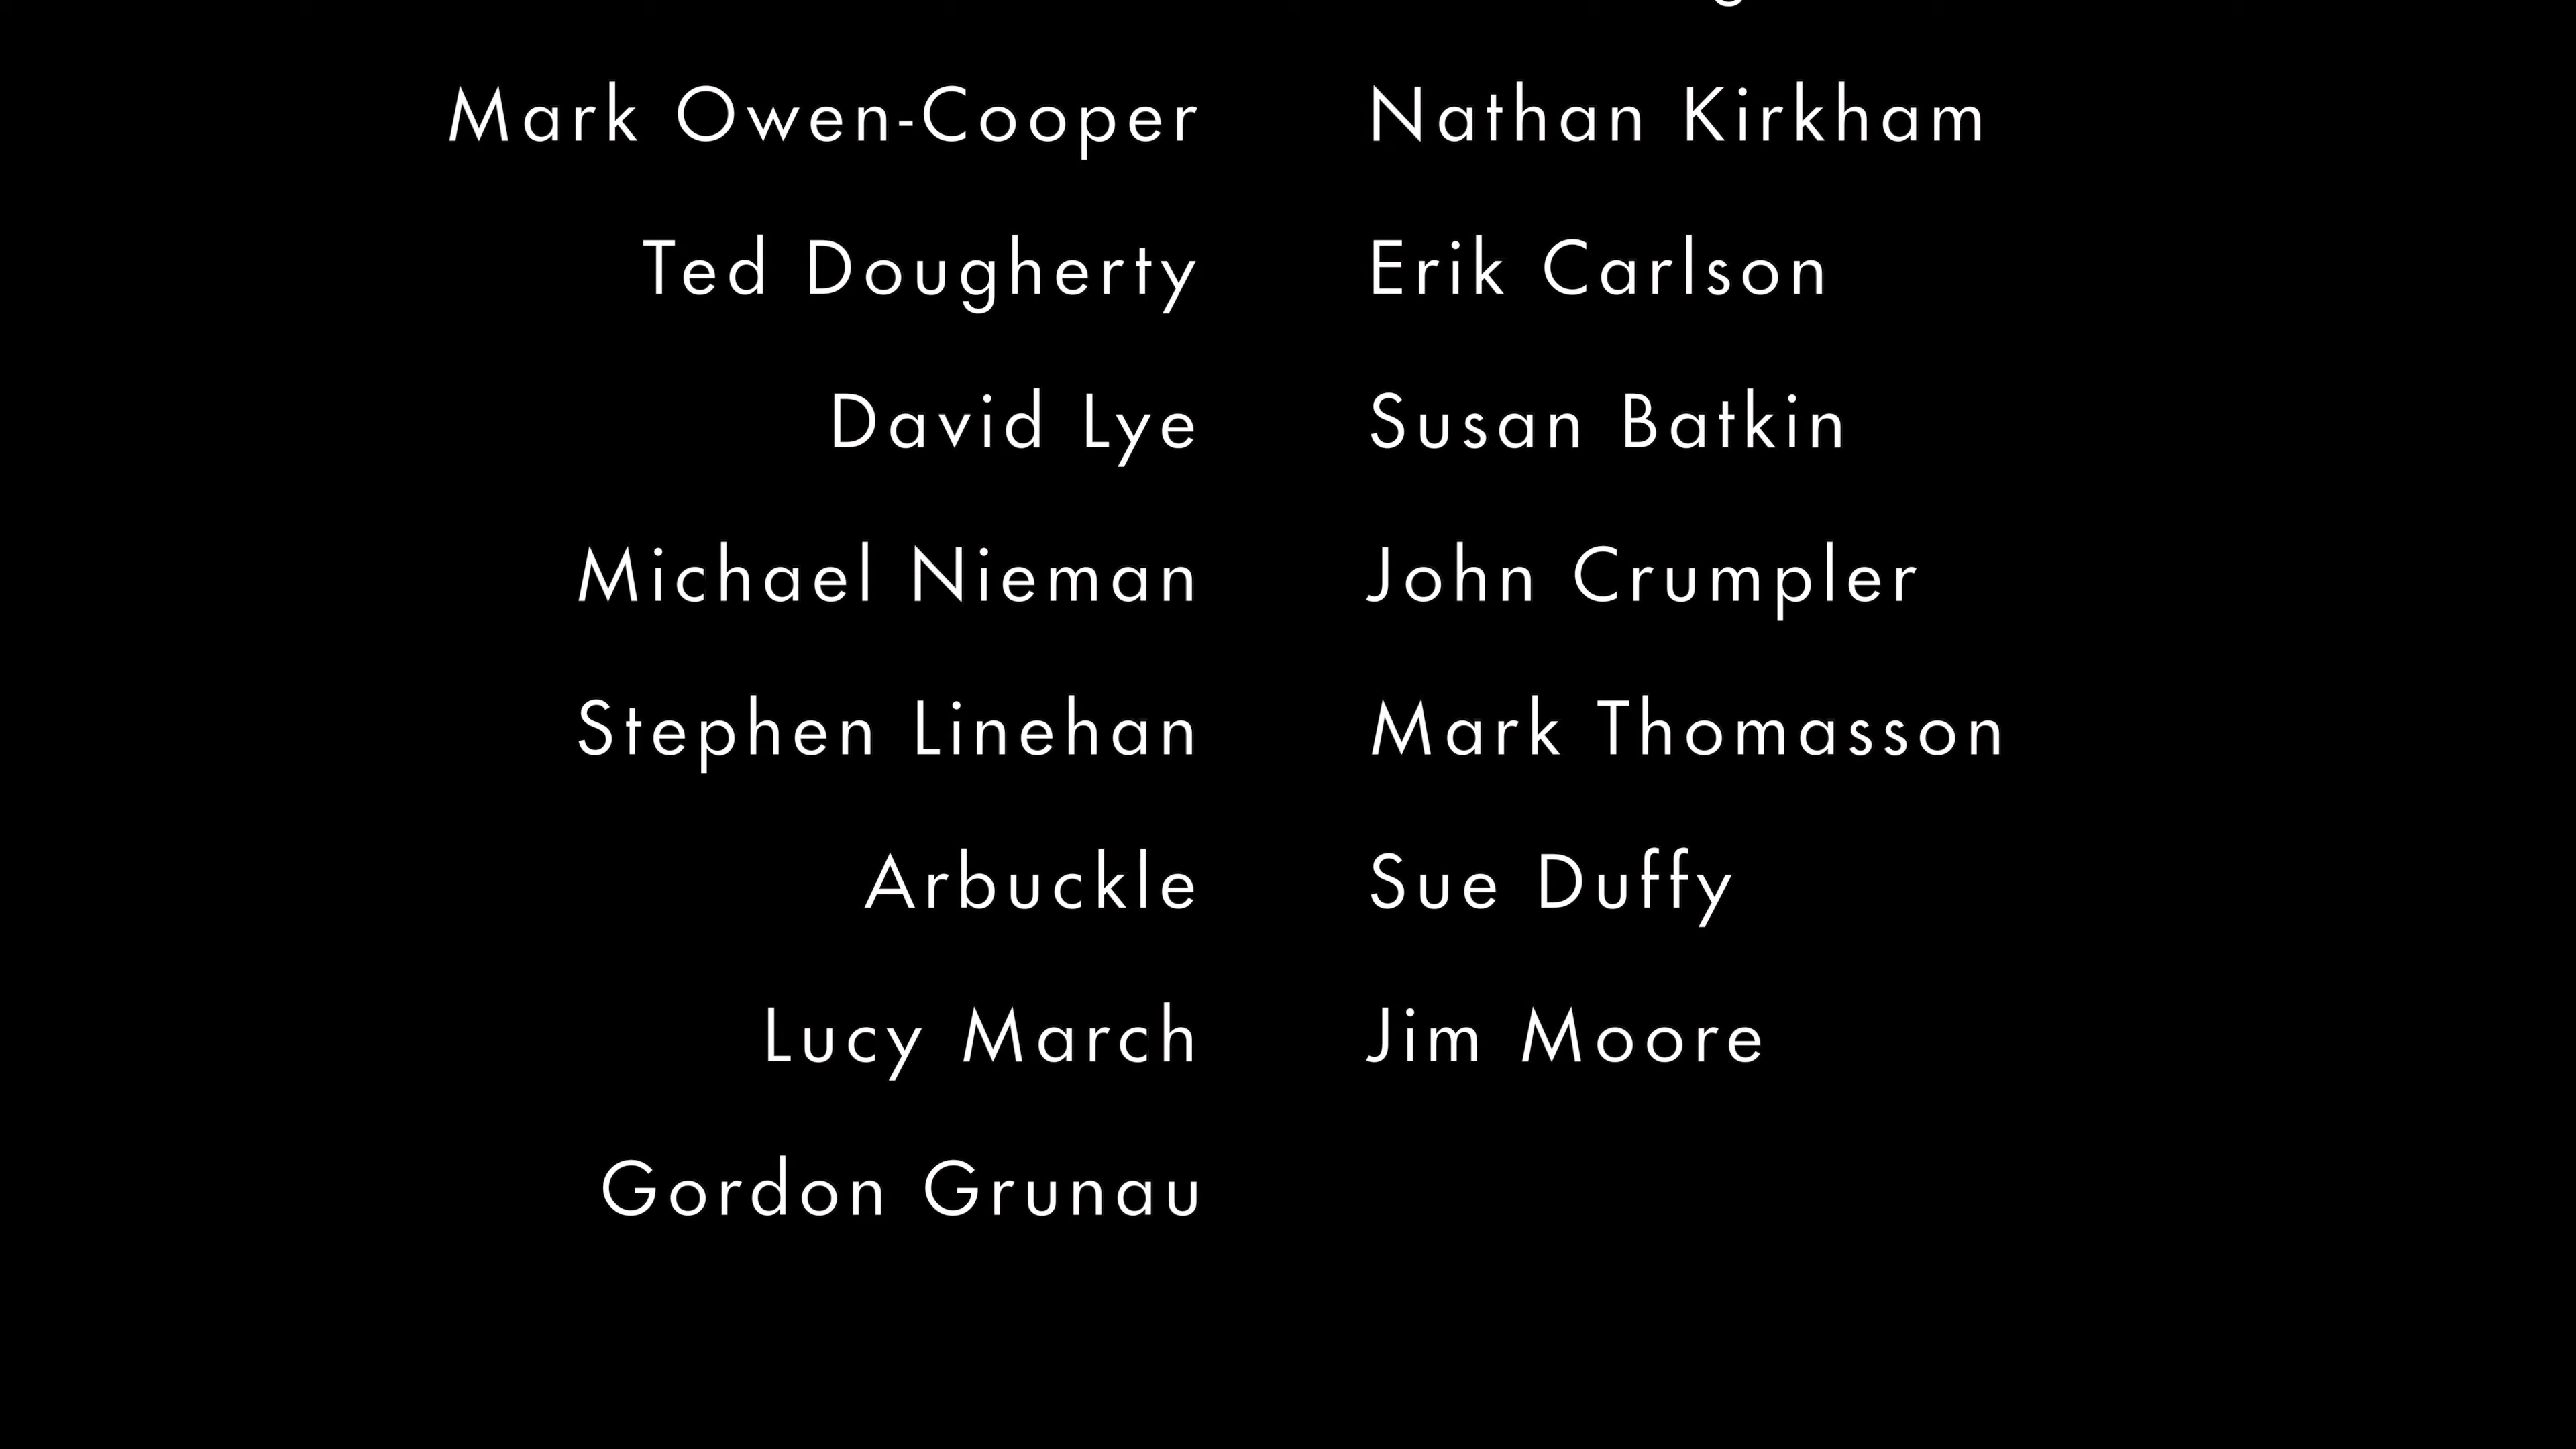 Mark Owen-Cooper Nathan Kirkham
Ted Dougherty Erik Carlson
David Lye Susan Batkin
Michael Nieman John Crumpler
Stephen Linehan Mark Thomasson
Arbuckle Sue Duffy
Lucy March Jim Moore
Gordon Grunau